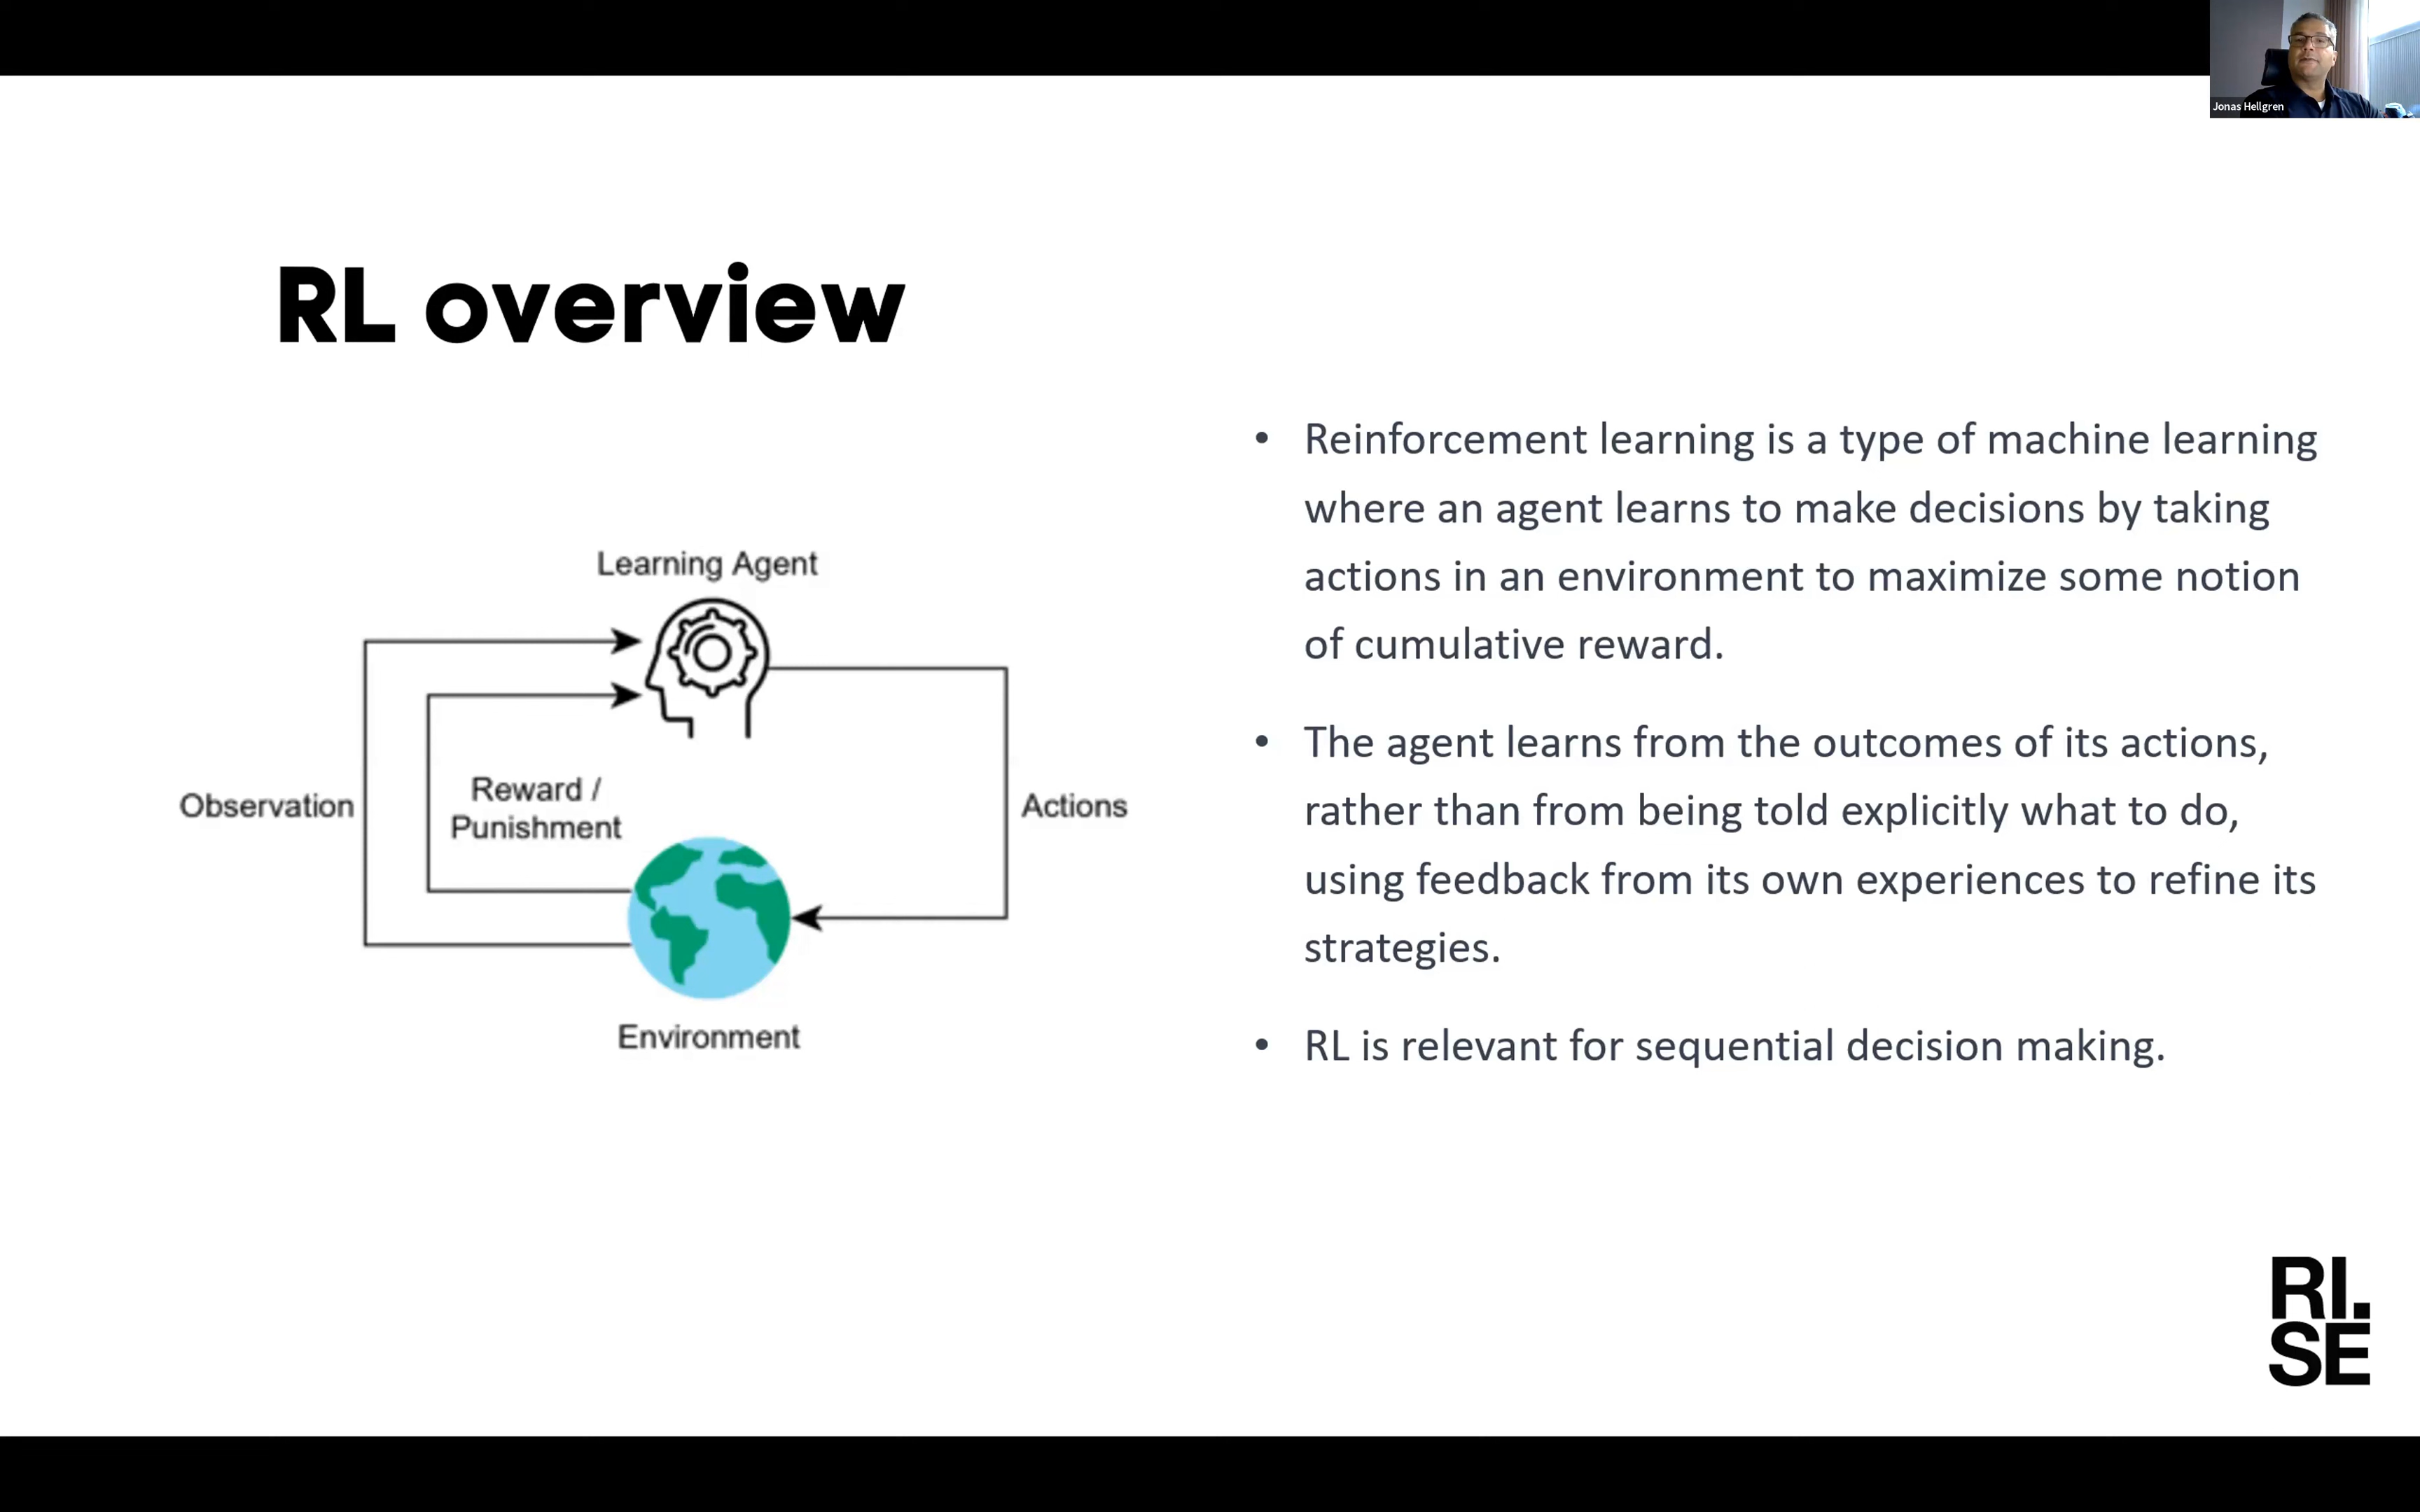 Jonas Hellgren
RL overview
Learning Agent
Observation
Reward /
Punishment
Actions
Environment
• Reinforcement learning is a type of machine learning
where an agent learns to make decisions by taking
actions in an environment to maximize some notion
of cumulative reward.
• The agent learns from the outcomes of its actions,
rather than from being told explicitly what to do,
using feedback from its own experiences to refine its
strategies.
• RL is relevant for sequential decision making.
RI.
SE